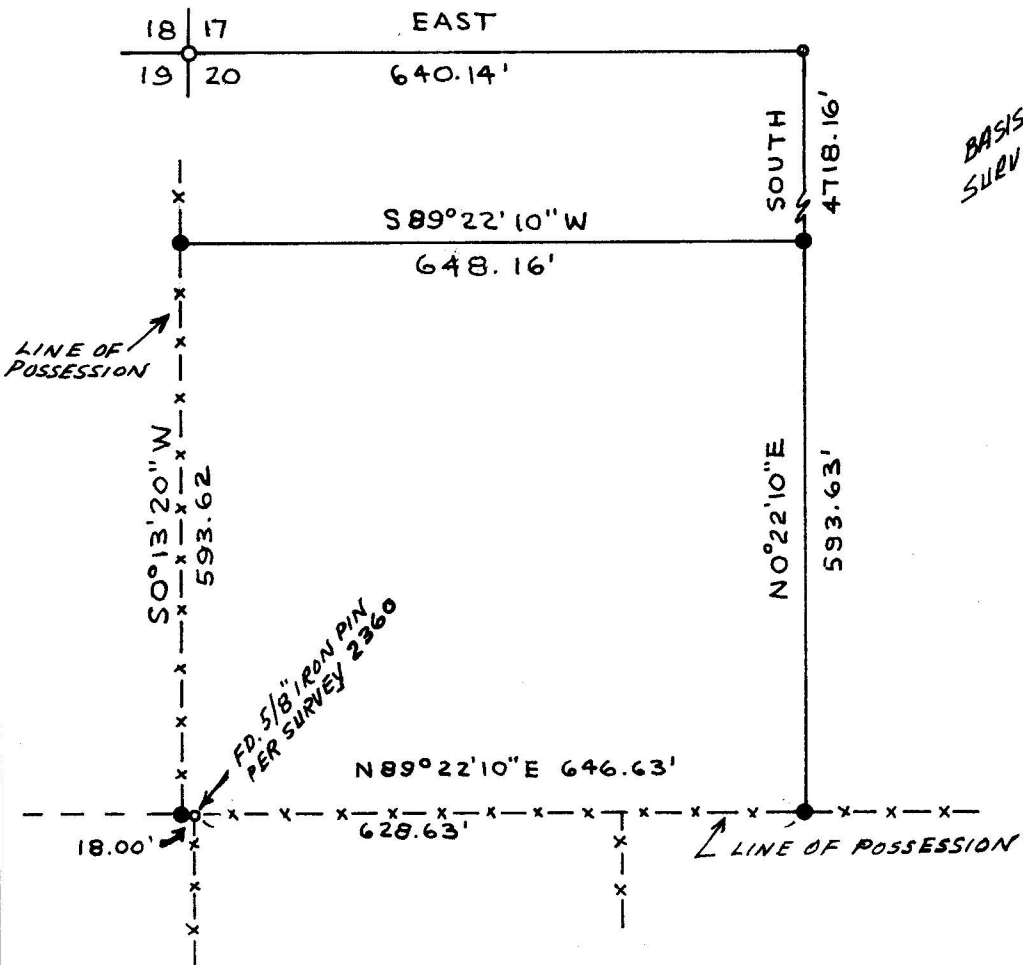 18 17
EAST
19 20
640.14'
SOUTH
4718.16'
BASIS
SURV
S89°22'10"W
648.16'
LINE OF
POSSESSION
S0°13'20"W
593.62
N0°22'10"E
593.63'
FD. 5/8" IRON PIN
PER SURVEY 2360
N89°22'10"E 646.63'
18.00'
628.63'
LINE OF POSSESSION